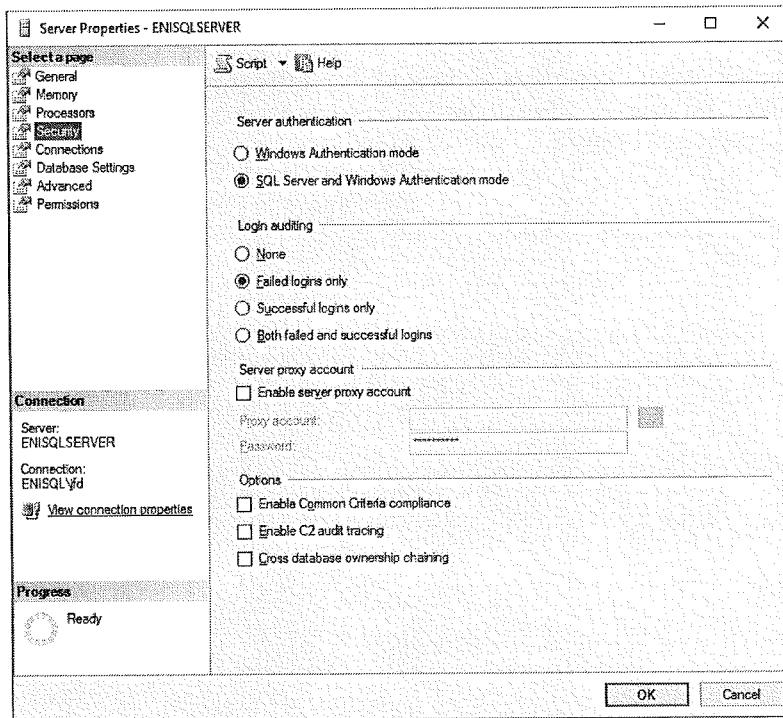 Server Properties - ENISQLSERVER
Select a page
General
Memory
Processors
Security
Connections
Database Settings
Advanced
Permissions
Connection
Server:
ENISQLSERVER
Connection:
ENISQL\jfd
View connection properties
Progress
Ready
Script Help
Server authentication
Windows Authentication mode
SQL Server and Windows Authentication mode
Login auditing
None
Failed logins only
Successful logins only
Both failed and successful logins
Server proxy account
Enable server proxy account
Proxy account:
Password: *********
Options
Enable Common Criteria compliance
Enable C2 audit tracing
Cross database ownership chaining
OK Cancel